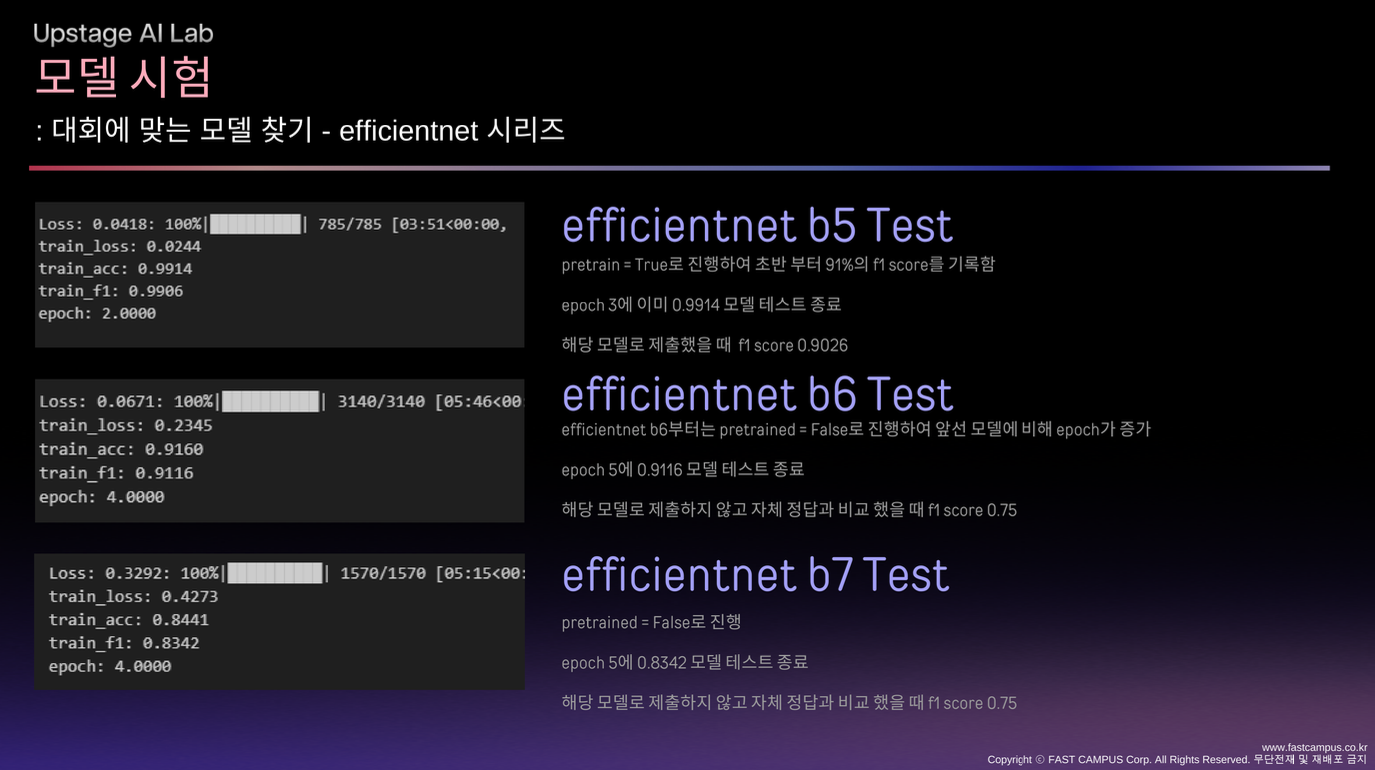 Upstage AI Lab
모델 시험
: 대회에 맞는 모델 찾기 - efficientnet 시리즈
Loss: 0.0418: 100%|██████████| 785/785 [03:51<00:00,
train_loss: 0.0244
train_acc: 0.9914
train_f1: 0.9906
epoch: 2.0000
efficientnet b5 Test
pretrain = True로 진행하여 초반 부터 91%의 f1 score를 기록함
epoch 3에 이미 0.9914 모델 테스트 종료
해당 모델로 제출했을 때 f1 score 0.9026
Loss: 0.0671: 100%|██████████| 3140/3140 [05:46<00:
train_loss: 0.2345
train_acc: 0.9160
train_f1: 0.9116
epoch: 4.0000
efficientnet b6 Test
efficientnet b6부터는 pretrained = False로 진행하여 앞선 모델에 비해 epoch가 증가
epoch 5에 0.9116 모델 테스트 종료
해당 모델로 제출하지 않고 자체 정답과 비교 했을 때 f1 score 0.75
Loss: 0.3292: 100%|██████████| 1570/1570 [05:15<00:
train_loss: 0.4273
train_acc: 0.8441
train_f1: 0.8342
epoch: 4.0000
efficientnet b7 Test
pretrained = False로 진행
epoch 5에 0.8342 모델 테스트 종료
해당 모델로 제출하지 않고 자체 정답과 비교 했을 때 f1 score 0.75
www.fastcampus.co.kr
Copyright ⓒ FAST CAMPUS Corp. All Rights Reserved. 무단전재 및 재배포 금지